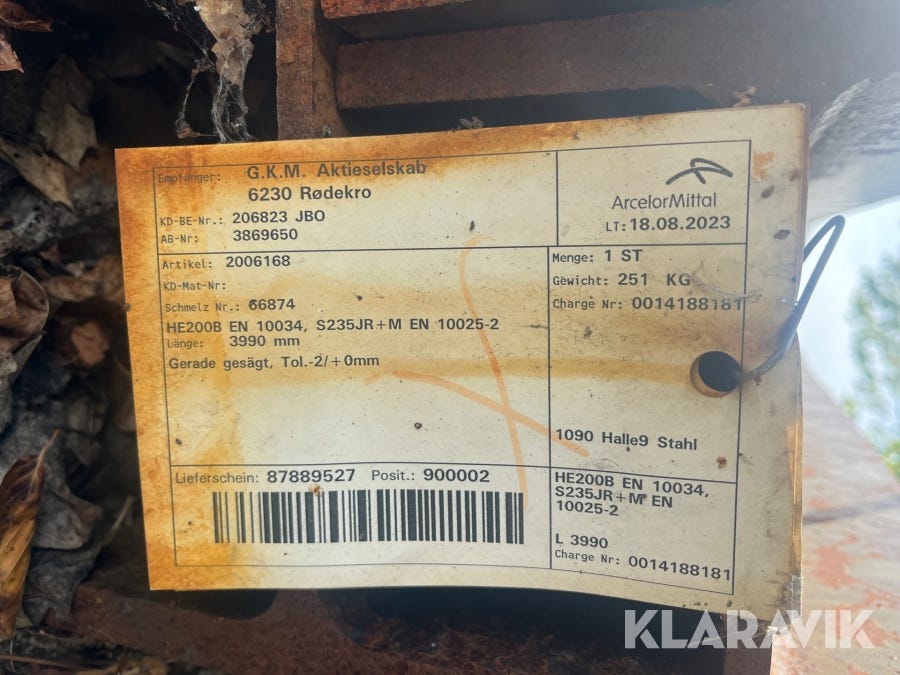 Empfänger: G.K.M. Aktieselskab
6230 Rødekro
KD-BE-Nr.: 206823 JBO
AB-Nr: 3869650
ArcelorMittal
LT: 18.08.2023
Artikel: 2006168
KD-Mat-Nr:
Schmelz Nr: 66874
HE200B EN 10034, S235JR+M EN 10025-2
Länge: 3990 mm
Gerade gesägt, Tol.-2/+0mm
Menge: 1 ST
Gewicht: 251 KG
Charge Nr: 0014188181
1090 Halle9 Stahl
Lieferschein: 87889527 Posit.: 900002
HE200B EN 10034,
S235JR+M EN
10025-2
L 3990
Charge Nr: 0014188181
KLARAVIK